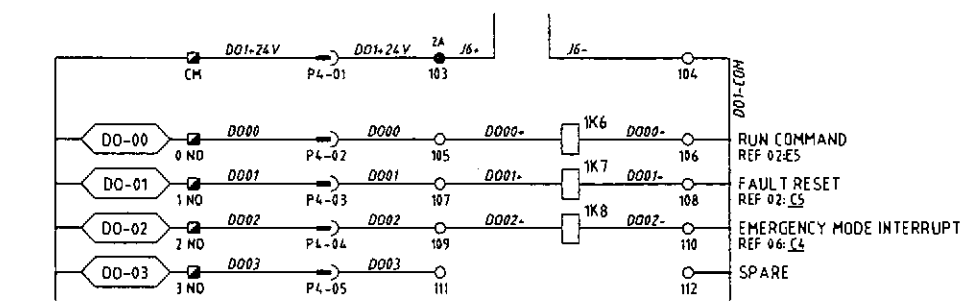 DO1+24V DO1+24V 2A J6+ J6-
CM P4-01 103 104
DO1-COM
DO-00 DO00 DO00 DO00+ 1K6 DO00- RUN COMMAND
0 NO P4-02 105 106 REF 02:E5
DO-01 DO01 DO01 DO01+ 1K7 DO01- FAULT RESET
1 NO P4-03 107 108 REF 02: C5
DO-02 DO02 DO02 DO02+ 1K8 DO02- EMERGENCY MODE INTERRUPT
2 NO P4-04 109 110 REF 06: C4
DO-03 DO03 DO03 SPARE
3 NO P4-05 111 112